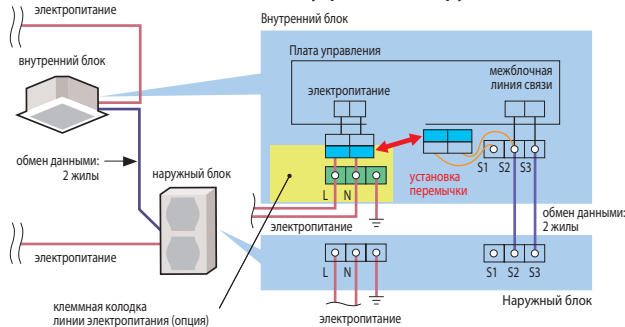 электропитание
внутренний блок
обмен данными:
2 жилы
наружный блок
электропитание
клеммная колодка
линии электропитания (опция)
Внутренний блок
Плата управления
электропитание
межблочная
линия связи
L N
установка
перемычки
S1 S2 S3
электропитание
обмен данными:
2 жилы
L N
S1 S2 S3
электропитание
Наружный блок